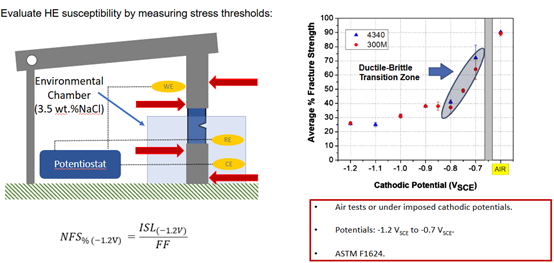 Evaluate HE susceptibility by measuring stress thresholds:
Environmental
Chamber
(3.5 wt.%NaCl)
WE
RE
CE
Potentiostat
NFS%(−1.2V) = ISL(−1.2V) / FF
Average % Fracture Strength
100
90
80
70
60
50
40
30
20
10
0
4340
300M
Ductile-Brittle
Transition Zone
-1.2 -1.1 -1.0 -0.9 -0.8 -0.7 AIR
Cathodic Potential (VSCE)
• Air tests or under imposed cathodic potentials.
• Potentials: -1.2 VSCE to -0.7 VSCE.
• ASTM F1624.